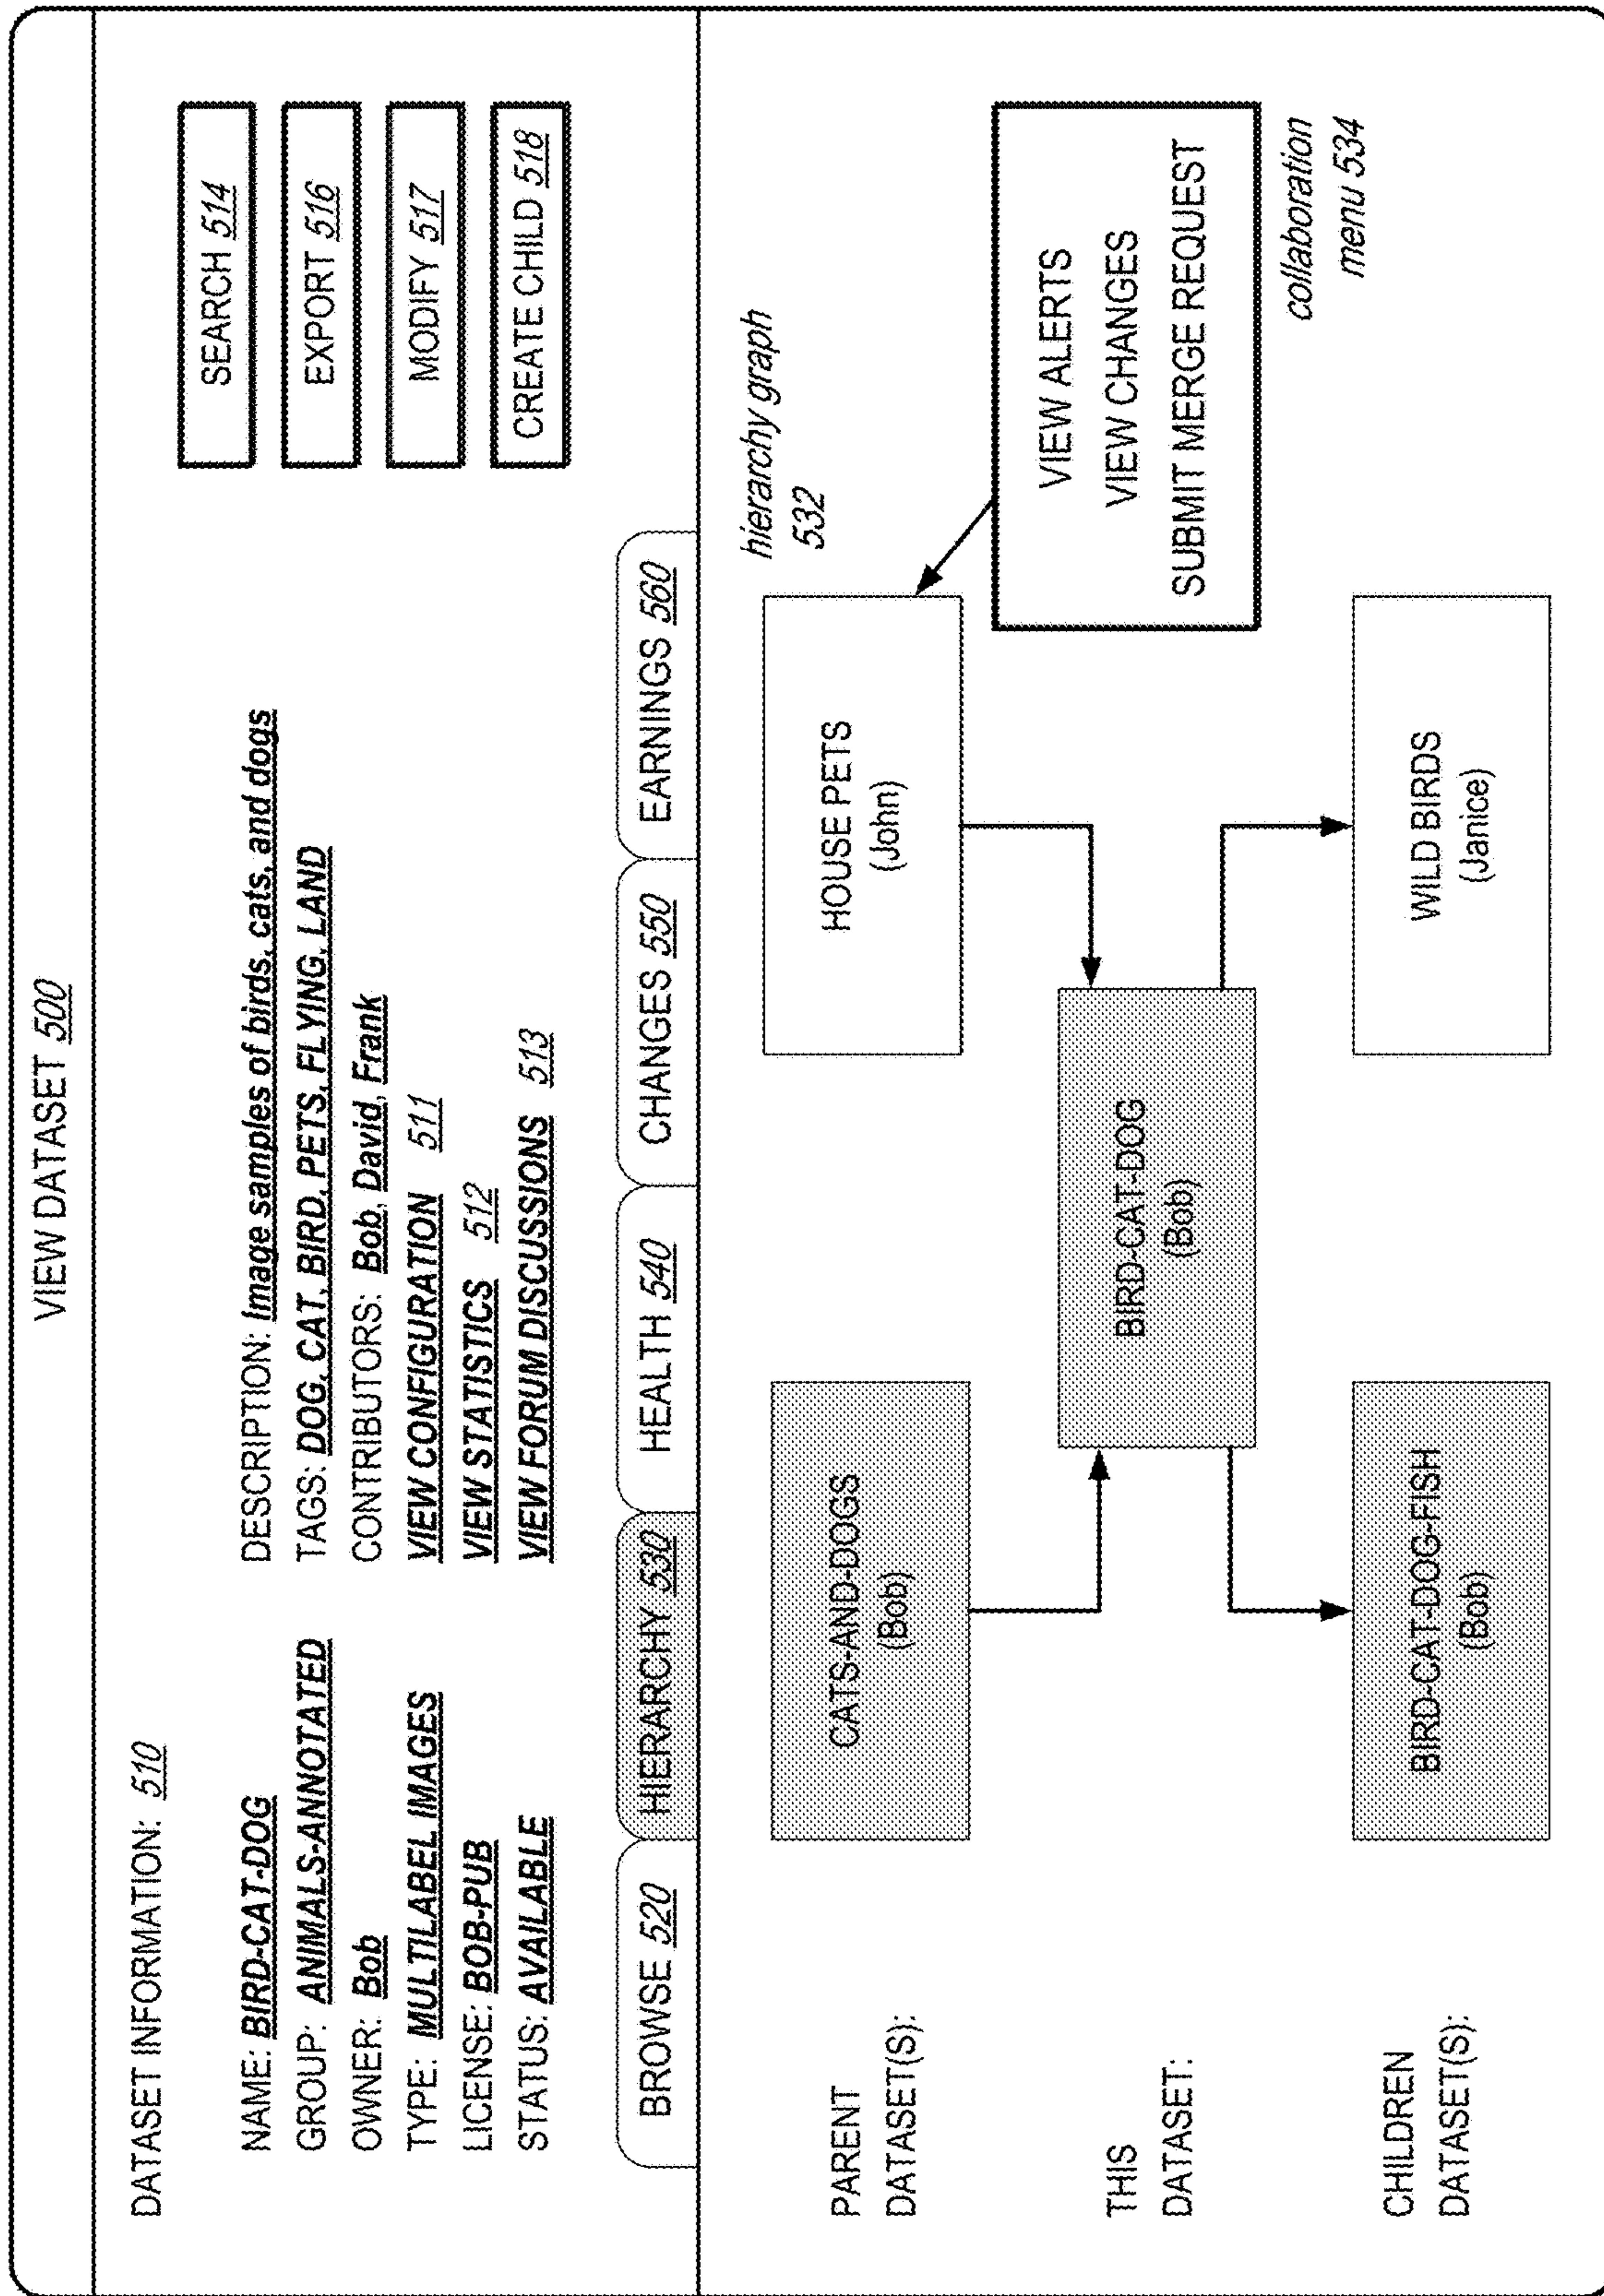 VIEW DATASET 500
DATASET INFORMATION: 510
NAME: BIRD-CAT-DOG
GROUP: ANIMALS-ANNOTATED
OWNER: Bob
TYPE: MULTILABEL IMAGES
LICENSE: BOB-PUB
STATUS: AVAILABLE
DESCRIPTION: Image samples of birds, cats, and dogs
TAGS: DOG, CAT, BIRD, PETS, FLYING, LAND
CONTRIBUTORS: Bob, David, Frank
VIEW CONFIGURATION 511
VIEW STATISTICS 512
VIEW FORUM DISCUSSIONS 513
SEARCH 514
EXPORT 516
MODIFY 517
CREATE CHILD 518
BROWSE 520
HIERARCHY 530
HEALTH 540
CHANGES 550
EARNINGS 560
hierarchy graph
532
PARENT
DATASET(S):
CATS-AND-DOGS
(Bob)
HOUSE PETS
(John)
VIEW ALERTS
VIEW CHANGES
SUBMIT MERGE REQUEST
collaboration
menu 534
THIS
DATASET:
BIRD-CAT-DOG
(Bob)
CHILDREN
DATASET(S):
BIRD-CAT-DOG-FISH
(Bob)
WILD BIRDS
(Janice)